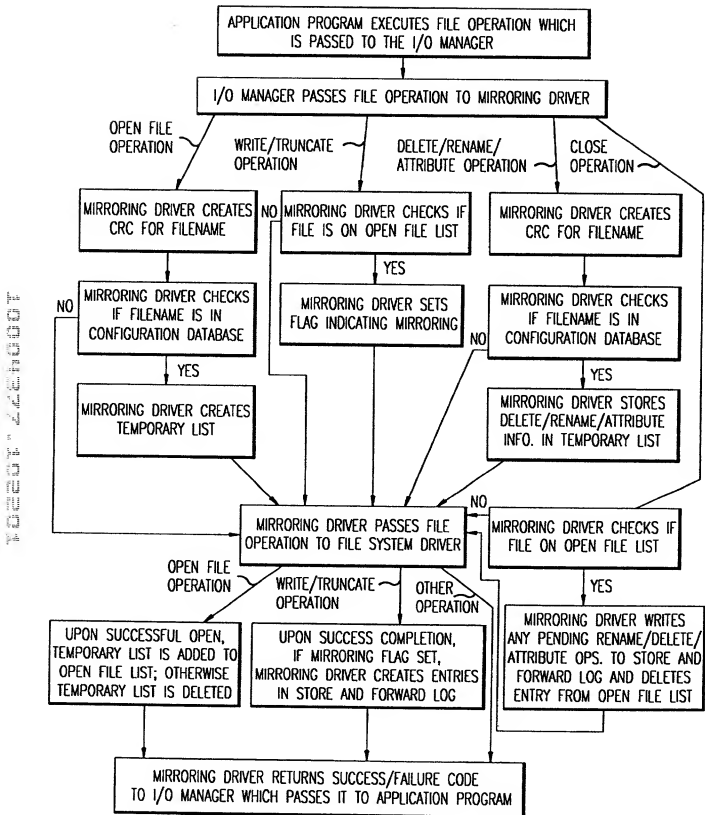 APPLICATION PROGRAM EXECUTES FILE OPERATION WHICH
IS PASSED TO THE I/O MANAGER
I/O MANAGER PASSES FILE OPERATION TO MIRRORING DRIVER
OPEN FILE
OPERATION
WRITE/TRUNCATE
OPERATION
DELETE/RENAME/
ATTRIBUTE OPERATION
CLOSE
OPERATION
MIRRORING DRIVER CREATES
CRC FOR FILENAME
NO
MIRRORING DRIVER CHECKS IF
FILE IS ON OPEN FILE LIST
MIRRORING DRIVER CREATES
CRC FOR FILENAME
YES
NO
MIRRORING DRIVER CHECKS
IF FILENAME IS IN
CONFIGURATION DATABASE
MIRRORING DRIVER SETS
FLAG INDICATING MIRRORING
MIRRORING DRIVER CHECKS
IF FILENAME IS IN
CONFIGURATION DATABASE
NO
YES
YES
MIRRORING DRIVER CREATES
TEMPORARY LIST
MIRRORING DRIVER STORES
DELETE/RENAME/ATTRIBUTE
INFO. IN TEMPORARY LIST
MIRRORING DRIVER PASSES FILE
OPERATION TO FILE SYSTEM DRIVER
NO
MIRRORING DRIVER CHECKS IF
FILE ON OPEN FILE LIST
OPEN FILE
OPERATION
WRITE/TRUNCATE
OPERATION
OTHER
OPERATION
YES
UPON SUCCESSFUL OPEN,
TEMPORARY LIST IS ADDED TO
OPEN FILE LIST; OTHERWISE
TEMPORARY LIST IS DELETED
UPON SUCCESS COMPLETION,
IF MIRRORING FLAG SET,
MIRRORING DRIVER CREATES ENTRIES
IN STORE AND FORWARD LOG
MIRRORING DRIVER WRITES
ANY PENDING RENAME/DELETE/
ATTRIBUTE OPS. TO STORE AND
FORWARD LOG AND DELETES
ENTRY FROM OPEN FILE LIST
MIRRORING DRIVER RETURNS SUCCESS/FAILURE CODE
TO I/O MANAGER WHICH PASSES IT TO APPLICATION PROGRAM